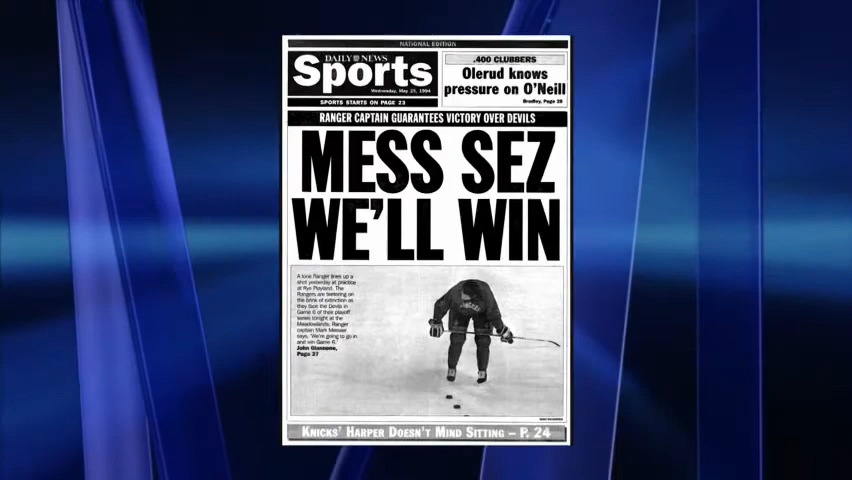 NATIONAL EDITION
DAILY NEWS
Sports
Wednesday, May 25, 1994
SPORTS STARTS ON PAGE 23
.400 CLUBBERS
Olerud knows
pressure on O'Neill
Bradley, Page 28
RANGER CAPTAIN GUARANTEES VICTORY OVER DEVILS
MESS SEZ
WE'LL WIN
A lone Ranger lines up a
shot yesterday at practice
at Rye Playland. The
Rangers are teetering on
the brink of extinction as
they face the Devils in
Game 6 of their playoff
series tonight at the
Meadowlands. Ranger
captain Mark Messier
says, 'We're going to go in
and win Game 6.'
John Giannone,
Page 27
KNICKS' HARPER DOESN'T MIND SITTING – P. 24